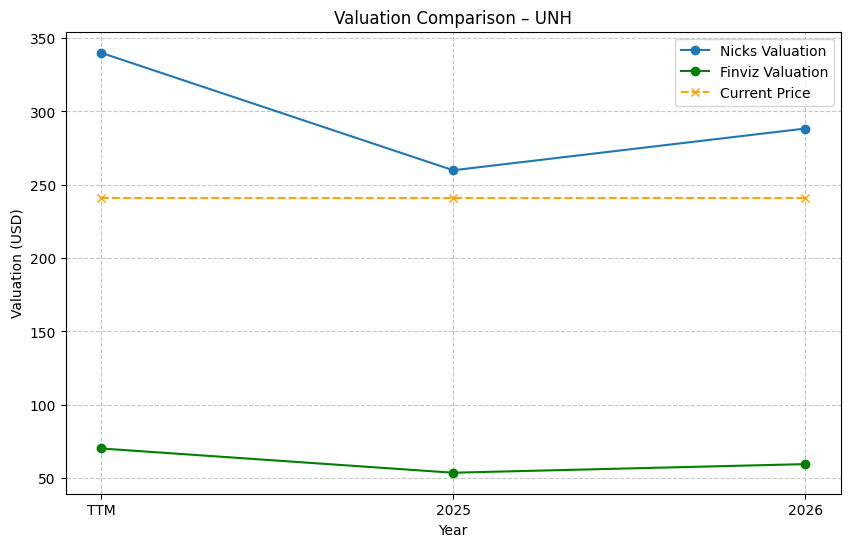 Valuation Comparison – UNH
Nicks Valuation
Finviz Valuation
Current Price
Valuation (USD)
350
300
250
200
150
100
50
TTM
2025
2026
Year